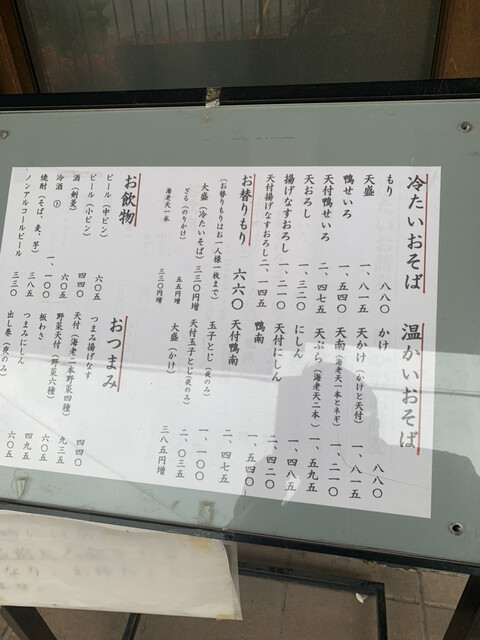 冷たいおそば
もり 八八〇
天盛 一、八一五
鴨せいろ 一、五四〇
天付鴨せいろ 二、四七五
天おろし 一、三二〇
揚げなすおろし 一、二一〇
天付揚げなすおろし 二、一四五
お替りもり 六六〇
(お替りもりはお一人様一枚まで)
大盛(冷たいそば) 三三〇円増
ざる(のりかけ) 五五円増
海老天一本 三三〇円増
お飲物
ビール(中ビン) 六〇五
ビール(小ビン) 四四〇
酒(剣菱) 六〇五
冷酒 一、一〇〇
焼酎(そば、麦、芋) 三八五
ノンアルコールビール 三三〇
温かいおそば
かけ 八八〇
天かけ(かけと天付) 一、八一五
天南(海老天一本とネギ) 一、二一〇
天ぷら(海老天二本) 一、五九五
にしん 一、四八五
天付にしん 二、四二〇
鴨南 一、五四〇
天付鴨南 二、四七五
玉子とじ(夜のみ) 一、一〇〇
天付玉子とじ(夜のみ) 二、〇三五
大盛(かけ) 三八五円増
おつまみ
つまみ揚げなす 四四〇
天付(海老二本野菜四種) 九三五
野菜天付(野菜六種) 六〇五
板わさ 四九五
つまみにしん 六〇五
出し巻(夜のみ)